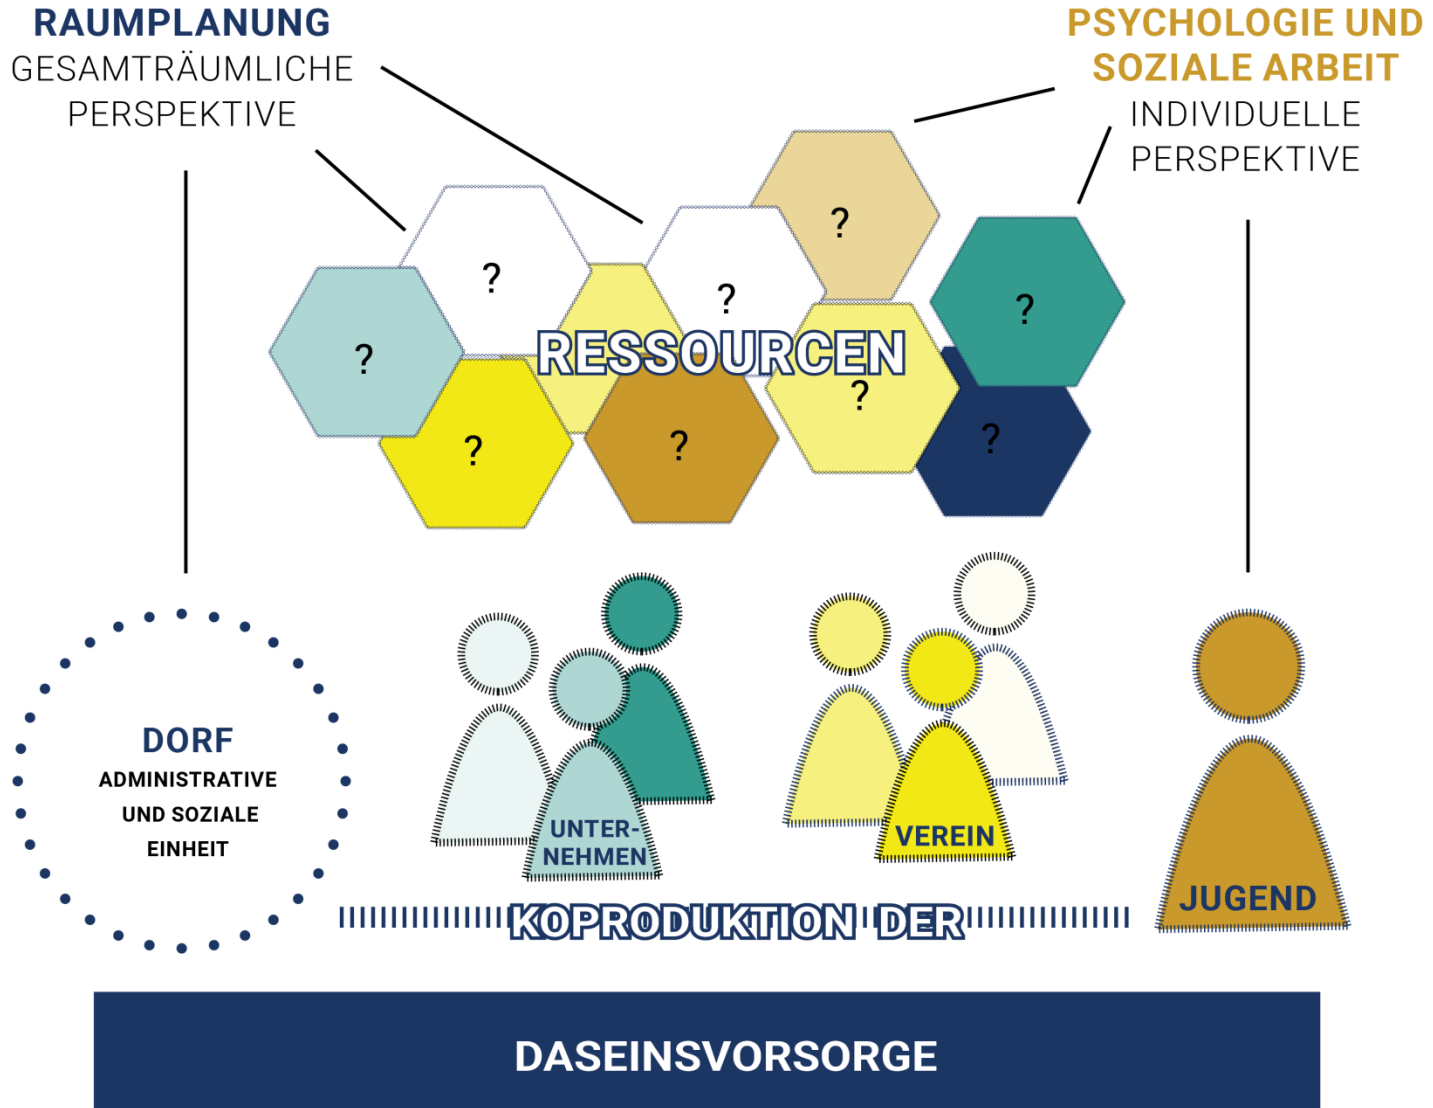 RAUMPLANUNG
GESAMTRÄUMLICHE
PERSPEKTIVE
PSYCHOLOGIE UND
SOZIALE ARBEIT
INDIVIDUELLE
PERSPEKTIVE
?
?
?
?
?
RESSOURCEN
?
?
?
?
DORF
ADMINISTRATIVE
UND SOZIALE
EINHEIT
UNTER-
NEHMEN
VEREIN
JUGEND
KOPRODUKTION DER
DASEINSVORSORGE